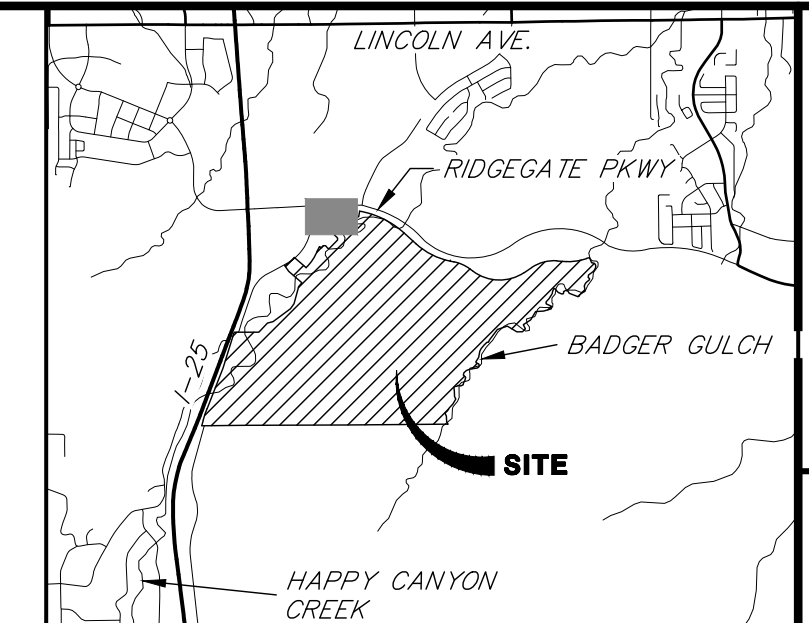 LINCOLN AVE.
RIDGEGATE PKWY
I-25
BADGER GULCH
SITE
HAPPY CANYON
CREEK